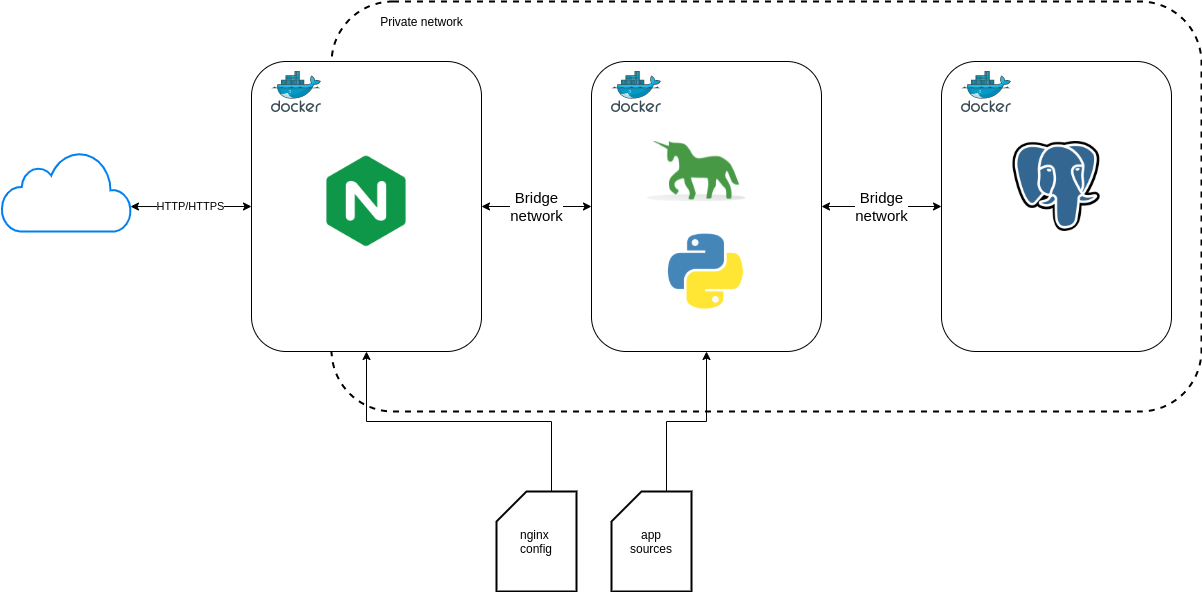 Private network
docker
docker
docker
N
HTTP/HTTPS
Bridge
network
Bridge
network
nginx
config
app
sources